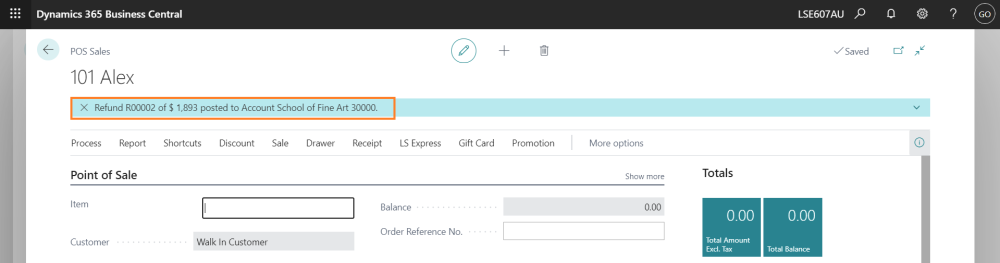 Dynamics 365 Business Central
LSE607AU
GO
POS Sales
Saved
101 Alex
Refund R00002 of $ 1,893 posted to Account School of Fine Art 30000.
Process Report Shortcuts Discount Sale Drawer Receipt LS Express Gift Card Promotion More options
Point of Sale
Show more
Item
Customer
Walk In Customer
Balance
0.00
Order Reference No.
Totals
0.00
Total Amount
Excl. Tax
0.00
Total Balance